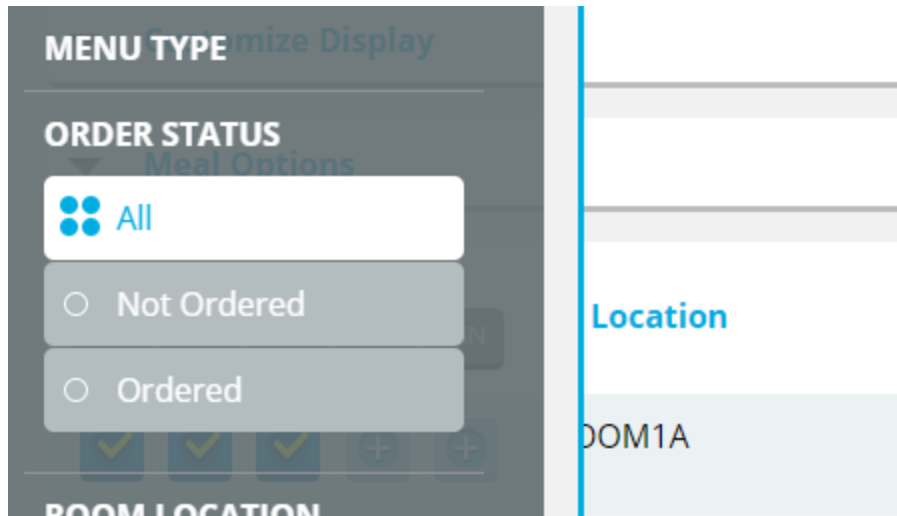 MENU TYPE
Customize Display
ORDER STATUS
Meal Options
All
Not Ordered
Ordered
Location
OOM1A
ROOM LOCATION